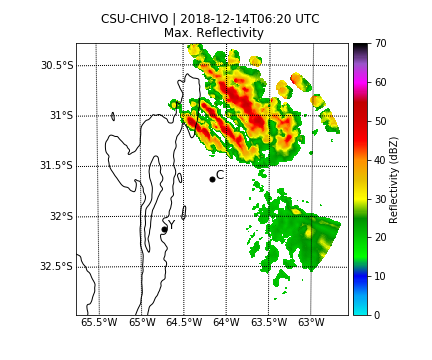 CSU-CHIVO | 2018-12-14T06:20 UTC
Max. Reflectivity
70
60
50
40
30
20
10
0
Reflectivity (dBZ)
30.5°S
31°S
31.5°S
32°S
32.5°S
C
Y
65.5°W 65°W 64.5°W 64°W 63.5°W 63°W